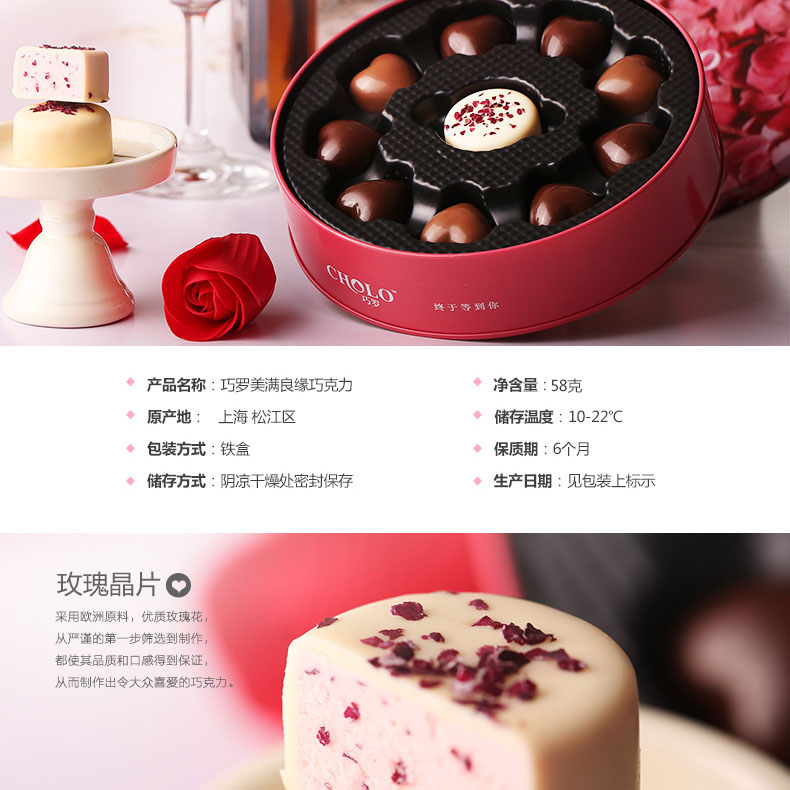 CHOLO™
巧罗
终于等到你
产品名称：巧罗美满良缘巧克力
净含量：58克
原产地： 上海 松江区
储存温度：10-22℃
包装方式：铁盒
保质期：6个月
储存方式：阴凉干燥处密封保存
生产日期：见包装上标示
玫瑰晶片
采用欧洲原料，优质玫瑰花，
从严谨的第一步筛选到制作，
都使其品质和口感得到保证，
从而制作出令大众喜爱的巧克力。